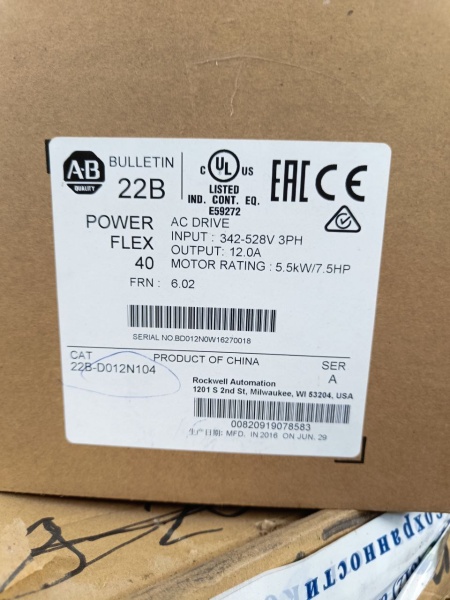 A-B
QUALITY
BULLETIN
22B
POWER
FLEX
40
FRN : 6.02
C UL US
LISTED
IND. CONT. EQ.
E59272
EAC CE
AC DRIVE
INPUT : 342-528V 3PH
OUTPUT: 12.0A
MOTOR RATING : 5.5kW/7.5HP
SERIAL NO.BD012N0W16270018
CAT
22B-D012N104
PRODUCT OF CHINA
SER
A
Rockwell Automation
1201 S 2nd St, Milwaukee, WI 53204, USA
00820919078583
生产日期: MFD. IN 2016 ON JUN. 29
сохранности